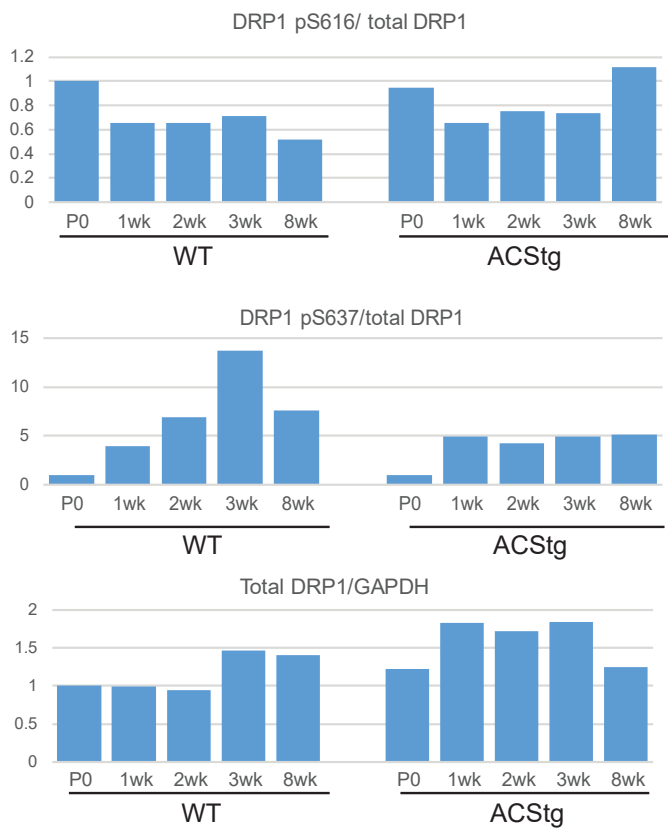 DRP1 pS616/ total DRP1
1.2
1
0.8
0.6
0.4
0.2
0
P0 1wk 2wk 3wk 8wk P0 1wk 2wk 3wk 8wk
WT ACStg
DRP1 pS637/total DRP1
15
10
5
0
P0 1wk 2wk 3wk 8wk P0 1wk 2wk 3wk 8wk
WT ACStg
Total DRP1/GAPDH
2
1.5
1
0.5
0
P0 1wk 2wk 3wk 8wk P0 1wk 2wk 3wk 8wk
WT ACStg